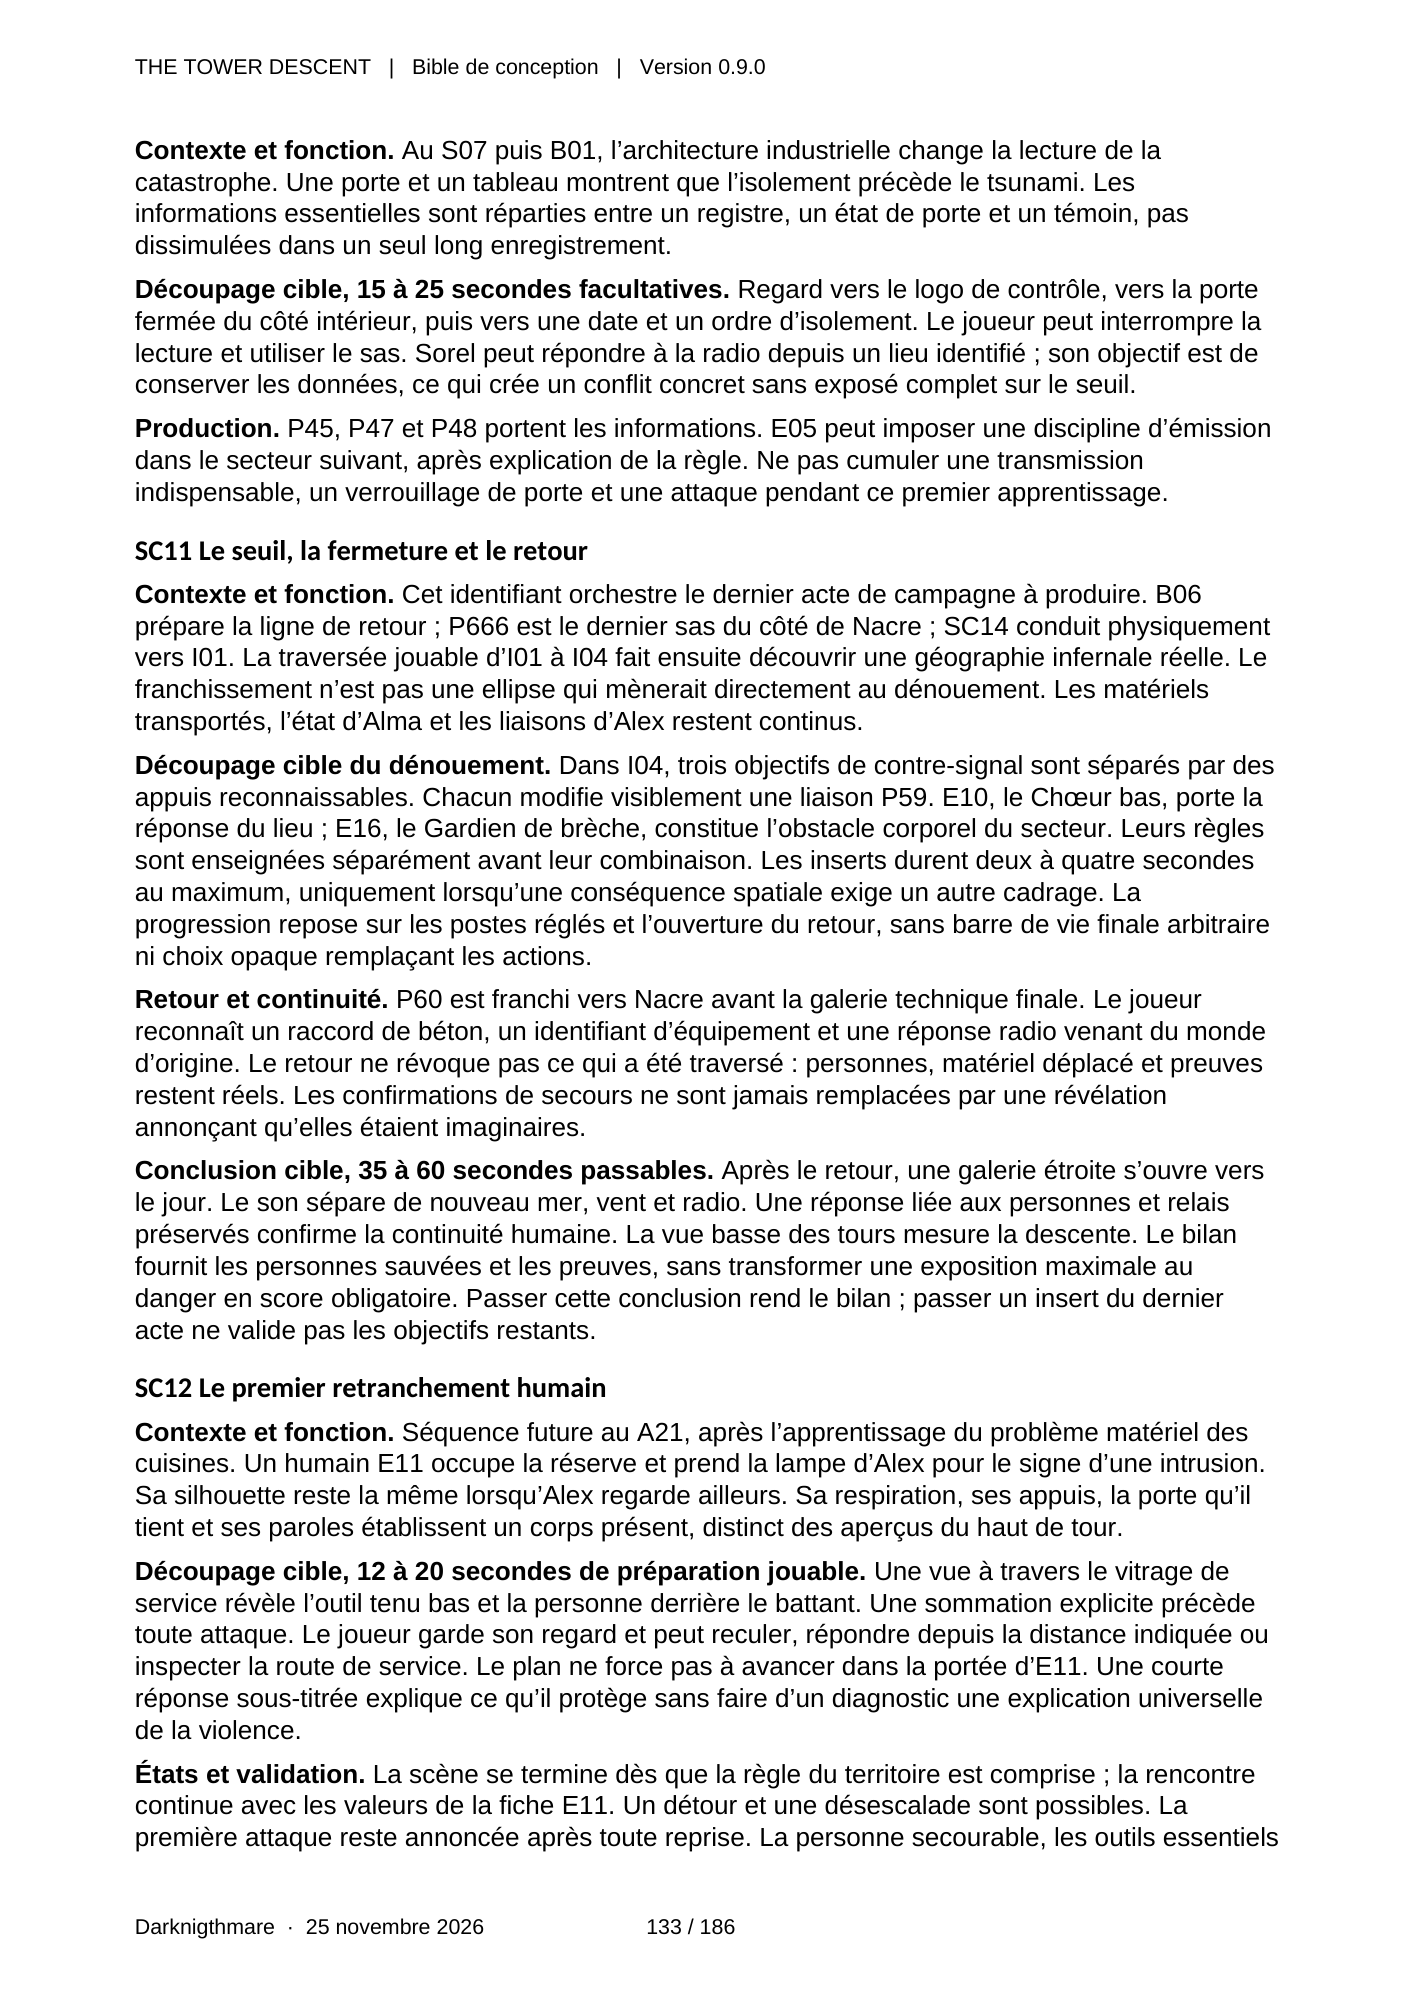 THE TOWER DESCENT | Bible de conception | Version 0.9.0
Contexte et fonction. Au S07 puis B01, l’architecture industrielle change la lecture de la
catastrophe. Une porte et un tableau montrent que l’isolement précède le tsunami. Les
informations essentielles sont réparties entre un registre, un état de porte et un témoin, pas
dissimulées dans un seul long enregistrement.
Découpage cible, 15 à 25 secondes facultatives. Regard vers le logo de contrôle, vers la porte
fermée du côté intérieur, puis vers une date et un ordre d’isolement. Le joueur peut interrompre la
lecture et utiliser le sas. Sorel peut répondre à la radio depuis un lieu identifié ; son objectif est de
conserver les données, ce qui crée un conflit concret sans exposé complet sur le seuil.
Production. P45, P47 et P48 portent les informations. E05 peut imposer une discipline d’émission
dans le secteur suivant, après explication de la règle. Ne pas cumuler une transmission
indispensable, un verrouillage de porte et une attaque pendant ce premier apprentissage.
SC11 Le seuil, la fermeture et le retour
Contexte et fonction. Cet identifiant orchestre le dernier acte de campagne à produire. B06
prépare la ligne de retour ; P666 est le dernier sas du côté de Nacre ; SC14 conduit physiquement
vers I01. La traversée jouable d’I01 à I04 fait ensuite découvrir une géographie infernale réelle. Le
franchissement n’est pas une ellipse qui mènerait directement au dénouement. Les matériels
transportés, l’état d’Alma et les liaisons d’Alex restent continus.
Découpage cible du dénouement. Dans I04, trois objectifs de contre-signal sont séparés par des
appuis reconnaissables. Chacun modifie visiblement une liaison P59. E10, le Chœur bas, porte la
réponse du lieu ; E16, le Gardien de brèche, constitue l’obstacle corporel du secteur. Leurs règles
sont enseignées séparément avant leur combinaison. Les inserts durent deux à quatre secondes
au maximum, uniquement lorsqu’une conséquence spatiale exige un autre cadrage. La
progression repose sur les postes réglés et l’ouverture du retour, sans barre de vie finale arbitraire
ni choix opaque remplaçant les actions.
Retour et continuité. P60 est franchi vers Nacre avant la galerie technique finale. Le joueur
reconnaît un raccord de béton, un identifiant d’équipement et une réponse radio venant du monde
d’origine. Le retour ne révoque pas ce qui a été traversé : personnes, matériel déplacé et preuves
restent réels. Les confirmations de secours ne sont jamais remplacées par une révélation
annonçant qu’elles étaient imaginaires.
Conclusion cible, 35 à 60 secondes passables. Après le retour, une galerie étroite s’ouvre vers
le jour. Le son sépare de nouveau mer, vent et radio. Une réponse liée aux personnes et relais
préservés confirme la continuité humaine. La vue basse des tours mesure la descente. Le bilan
fournit les personnes sauvées et les preuves, sans transformer une exposition maximale au
danger en score obligatoire. Passer cette conclusion rend le bilan ; passer un insert du dernier
acte ne valide pas les objectifs restants.
SC12 Le premier retranchement humain
Contexte et fonction. Séquence future au A21, après l’apprentissage du problème matériel des
cuisines. Un humain E11 occupe la réserve et prend la lampe d’Alex pour le signe d’une intrusion.
Sa silhouette reste la même lorsqu’Alex regarde ailleurs. Sa respiration, ses appuis, la porte qu’il
tient et ses paroles établissent un corps présent, distinct des aperçus du haut de tour.
Découpage cible, 12 à 20 secondes de préparation jouable. Une vue à travers le vitrage de
service révèle l’outil tenu bas et la personne derrière le battant. Une sommation explicite précède
toute attaque. Le joueur garde son regard et peut reculer, répondre depuis la distance indiquée ou
inspecter la route de service. Le plan ne force pas à avancer dans la portée d’E11. Une courte
réponse sous-titrée explique ce qu’il protège sans faire d’un diagnostic une explication universelle
de la violence.
États et validation. La scène se termine dès que la règle du territoire est comprise ; la rencontre
continue avec les valeurs de la fiche E11. Un détour et une désescalade sont possibles. La
première attaque reste annoncée après toute reprise. La personne secourable, les outils essentiels
Darknigthmare · 25 novembre 2026 133 / 186